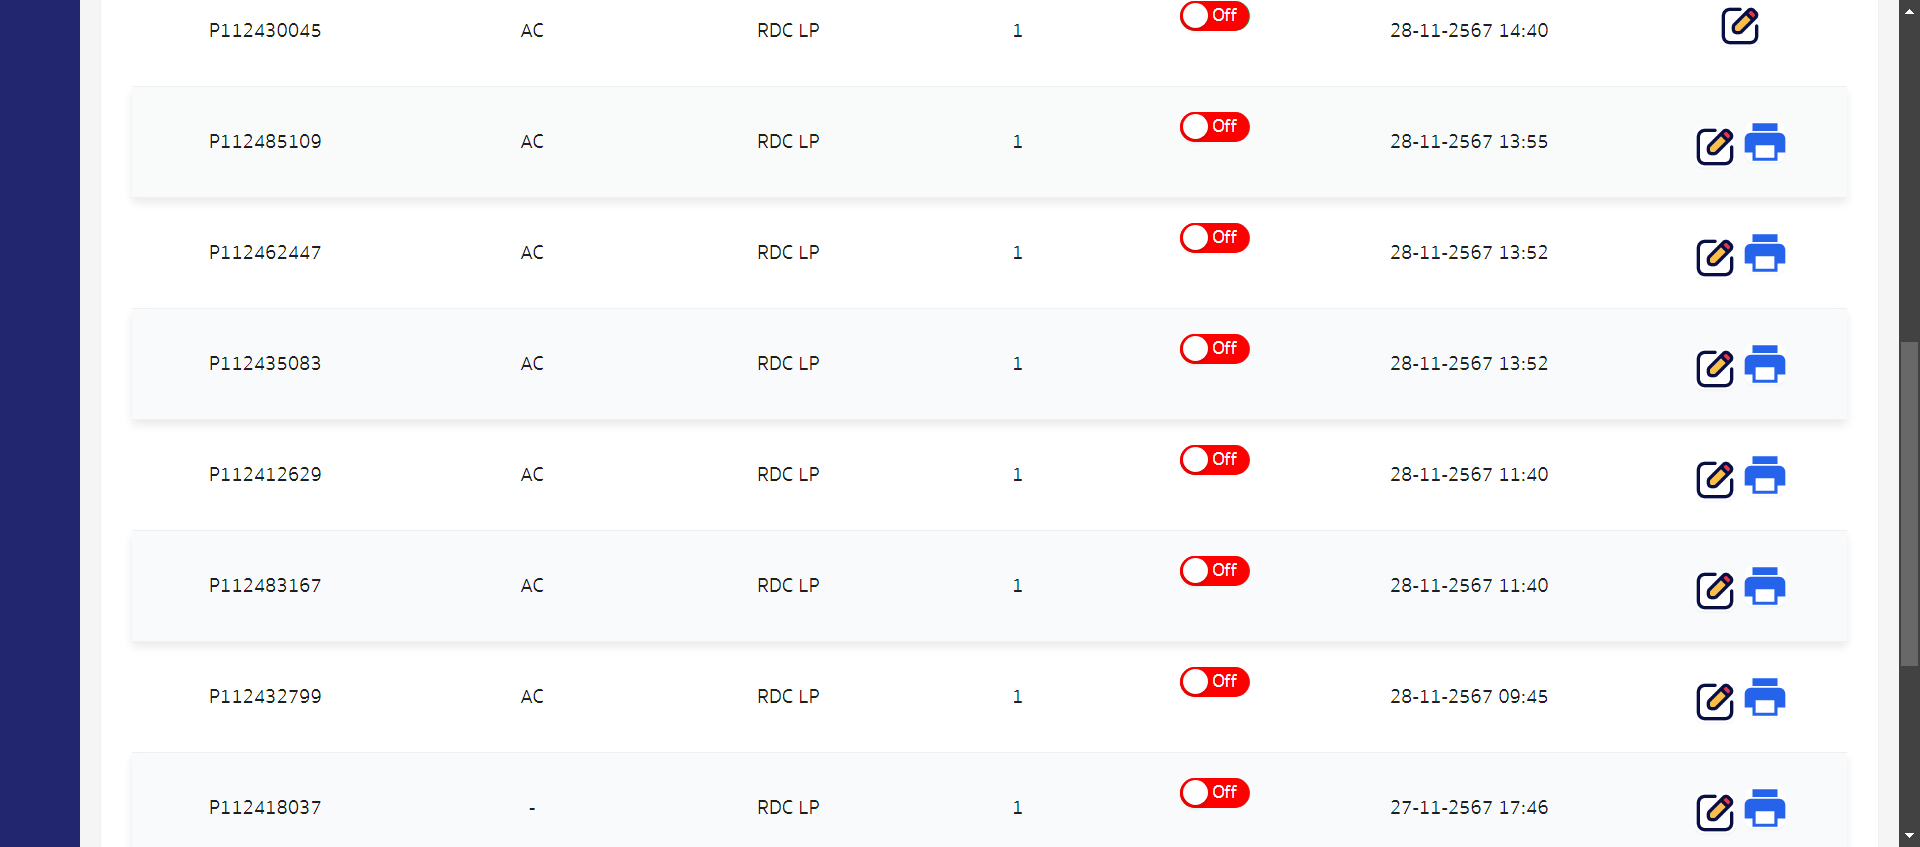 P112430045 AC RDC LP 1 Off 28-11-2567 14:40
P112485109 AC RDC LP 1 Off 28-11-2567 13:55
P112462447 AC RDC LP 1 Off 28-11-2567 13:52
P112435083 AC RDC LP 1 Off 28-11-2567 13:52
P112412629 AC RDC LP 1 Off 28-11-2567 11:40
P112483167 AC RDC LP 1 Off 28-11-2567 11:40
P112432799 AC RDC LP 1 Off 28-11-2567 09:45
P112418037 - RDC LP 1 Off 27-11-2567 17:46